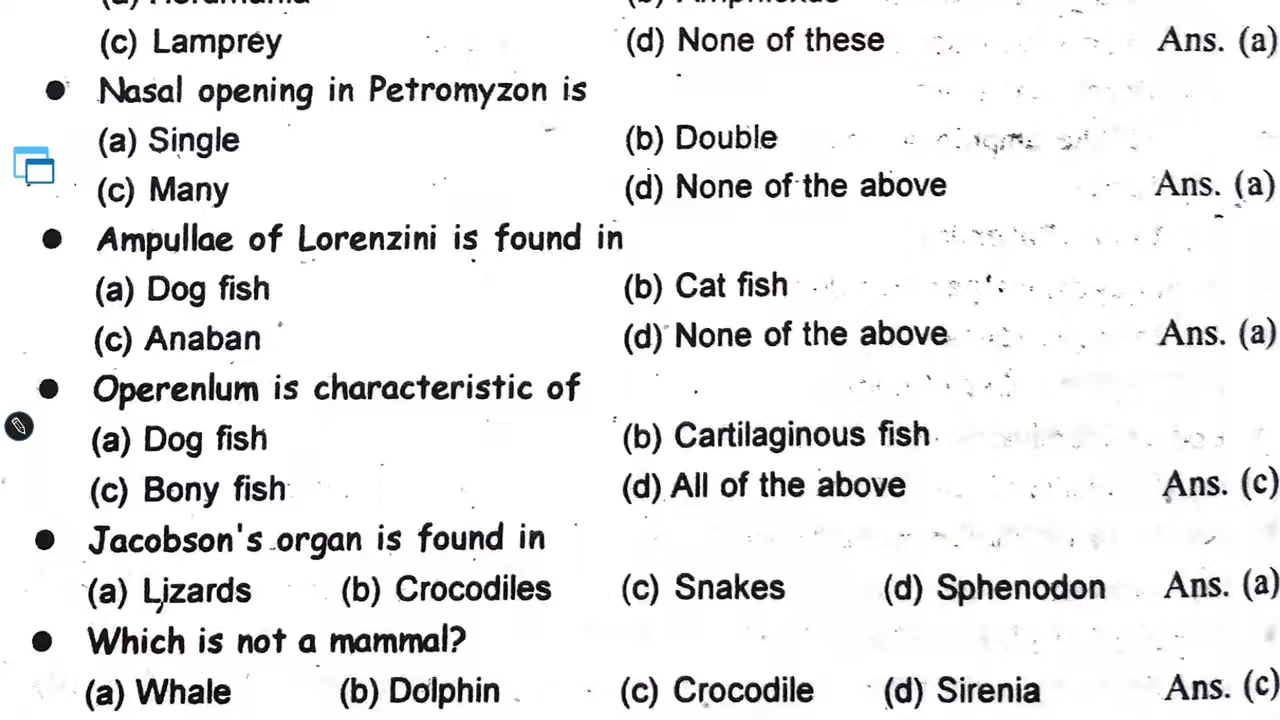 (c) Lamprey (d) None of these Ans. (a)
● Nasal opening in Petromyzon is
(a) Single (b) Double
(c) Many (d) None of the above Ans. (a)
● Ampullae of Lorenzini is found in
(a) Dog fish (b) Cat fish
(c) Anaban (d) None of the above Ans. (a)
● Operenlum is characteristic of
(a) Dog fish (b) Cartilaginous fish
(c) Bony fish (d) All of the above Ans. (c)
● Jacobson's organ is found in
(a) Lizards (b) Crocodiles (c) Snakes (d) Sphenodon Ans. (a)
● Which is not a mammal?
(a) Whale (b) Dolphin (c) Crocodile (d) Sirenia Ans. (c)